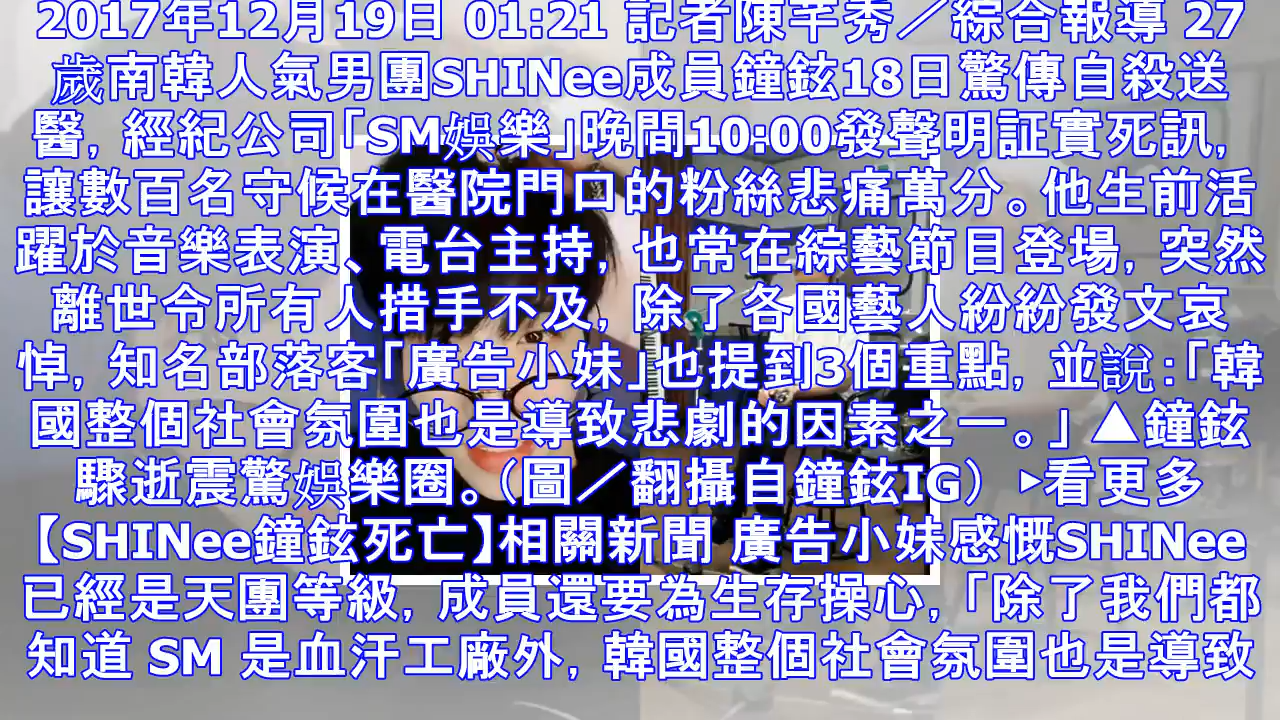 2017年12月19日 01:21 記者陳芊秀／綜合報導 27
歲南韓人氣男團SHINee成員鐘鉉18日驚傳自殺送
醫, 經紀公司「SM娛樂」晚間10:00發聲明証實死訊,
讓數百名守候在醫院門口的粉絲悲痛萬分。他生前活
躍於音樂表演、電台主持, 也常在綜藝節目登場, 突然
離世令所有人措手不及, 除了各國藝人紛紛發文哀
悼, 知名部落客「廣告小妹」也提到3個重點, 並說:「韓
國整個社會氛圍也是導致悲劇的因素之一。」▲鐘鉉
驟逝震驚娛樂圈。（圖／翻攝自鐘鉉IG） ▸看更多
【SHINee鐘鉉死亡】相關新聞 廣告小妹感慨SHINee
已經是天團等級, 成員還要為生存操心,「除了我們都
知道 SM 是血汗工廠外, 韓國整個社會氛圍也是導致